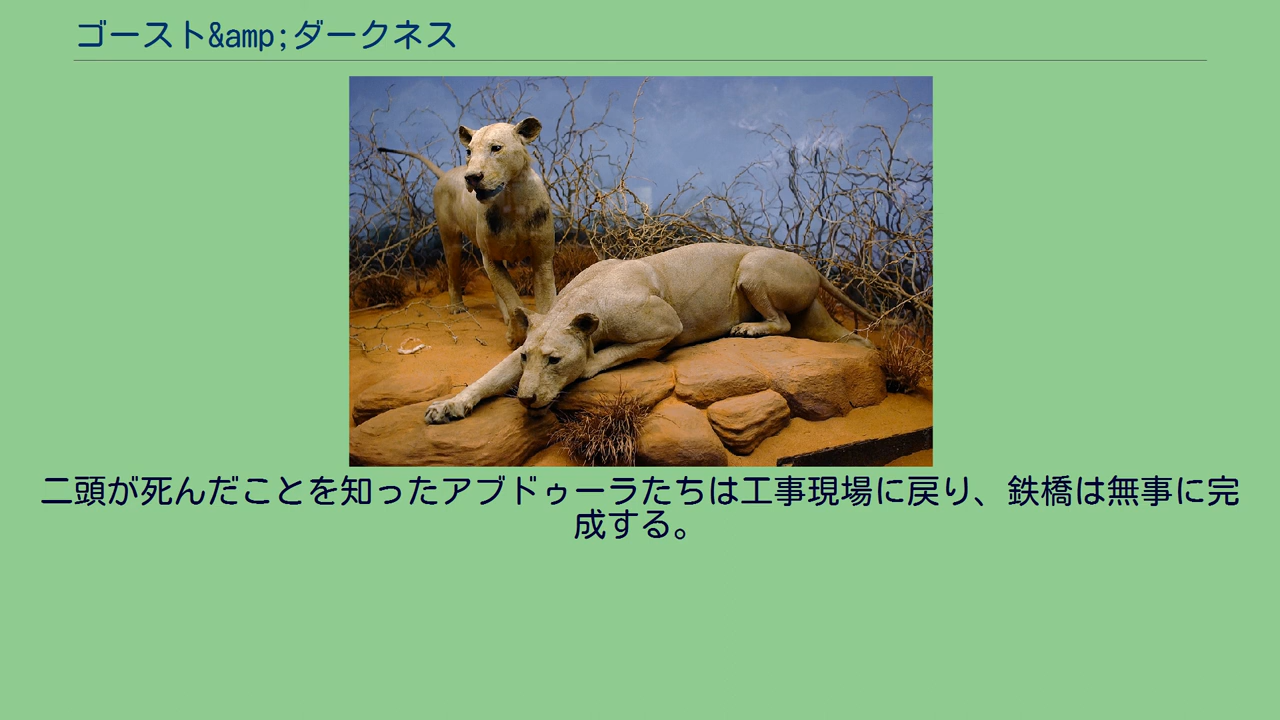 ゴースト&amp;ダークネス
二頭が死んだことを知ったアブドゥーラたちは工事現場に戻り、鉄橋は無事に完
成する。